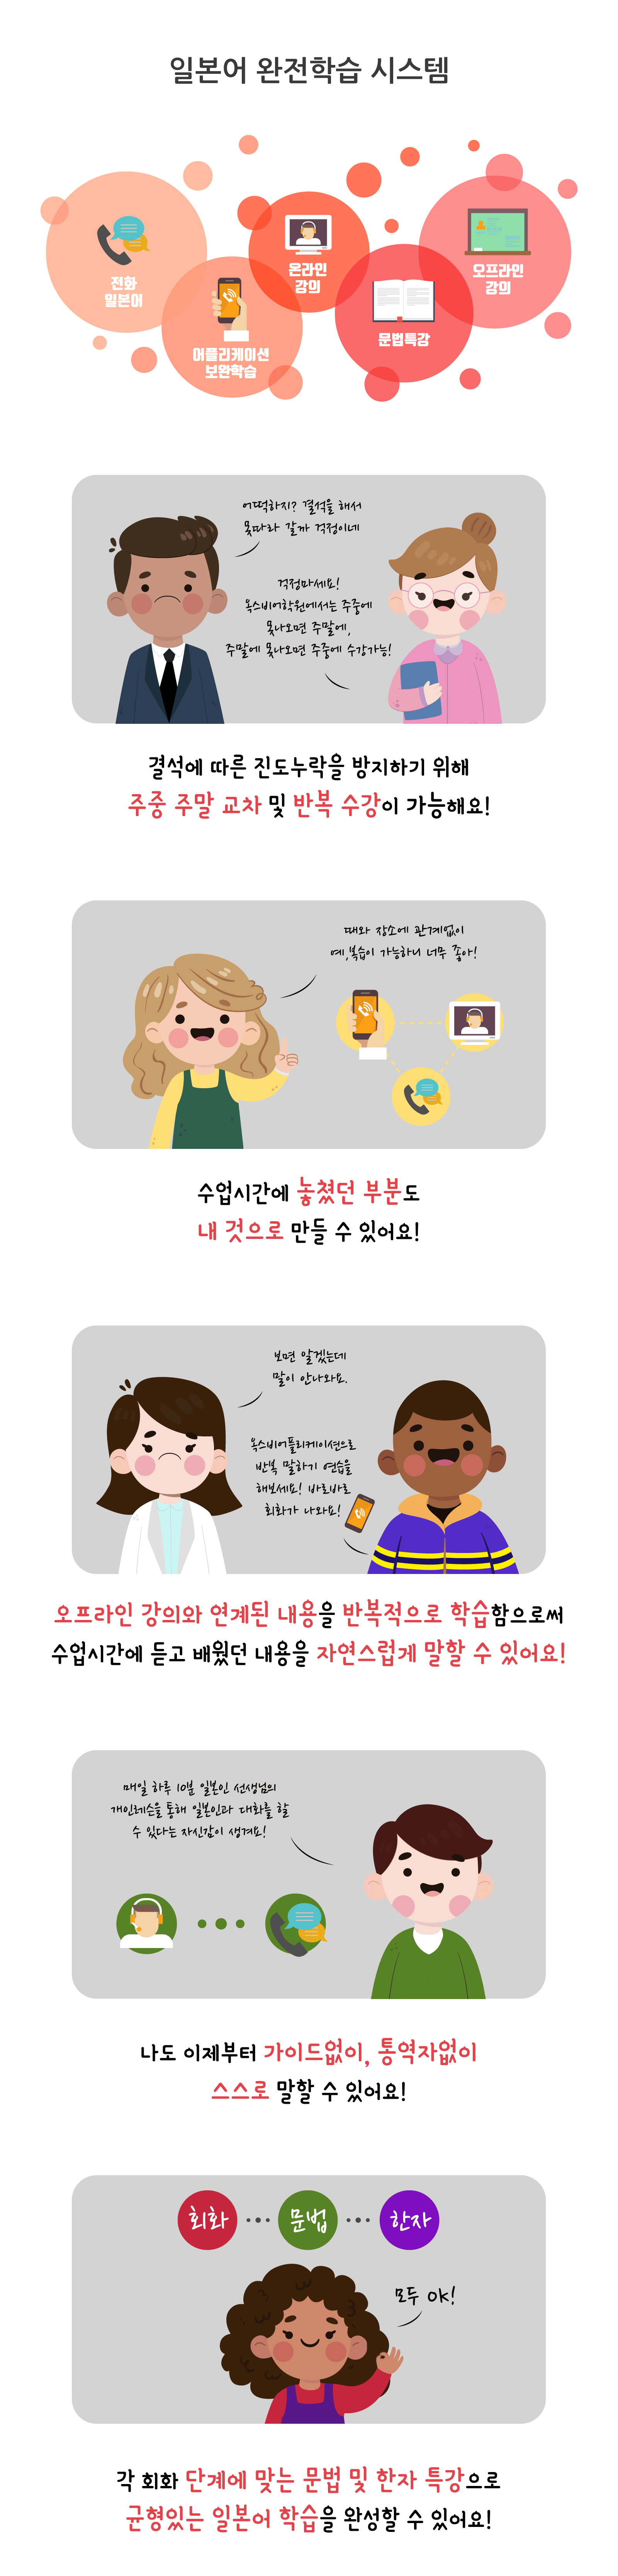 일본어 완전학습 시스템
전화
일본어
어플리케이션
보완학습
온라인
강의
문법특강
오프라인
강의
어떡하지? 결석을 해서
못따라 갈까 걱정이네
걱정마세요!
옥스비어학원에서는 주중에
못나오면 주말에,
주말에 못나오면 주중에 수강가능!
결석에 따른 진도누락을 방지하기 위해
주중 주말 교차 및 반복 수강이 가능해요!
때와 장소에 관계없이
예,복습이 가능하니 너무 좋아!
수업시간에 놓쳤던 부분도
내 것으로 만들 수 있어요!
보면 알겠는데
말이 안나와요.
옥스비어플리케이션으로
반복 말하기 연습을
해보세요! 바로바로
회화가 나와요!
오프라인 강의와 연계된 내용을 반복적으로 학습함으로써
수업시간에 듣고 배웠던 내용을 자연스럽게 말할 수 있어요!
매일 하루 10분 일본인 선생님의
개인레슨을 통해 일본인과 대화를 할
수 있다는 자신감이 생겨요!
나도 이제부터 가이드없이, 통역자없이
스스로 말할 수 있어요!
회화 문법 한자
모두 OK!
각 회화 단계에 맞는 문법 및 한자 특강으로
균형있는 일본어 학습을 완성할 수 있어요!